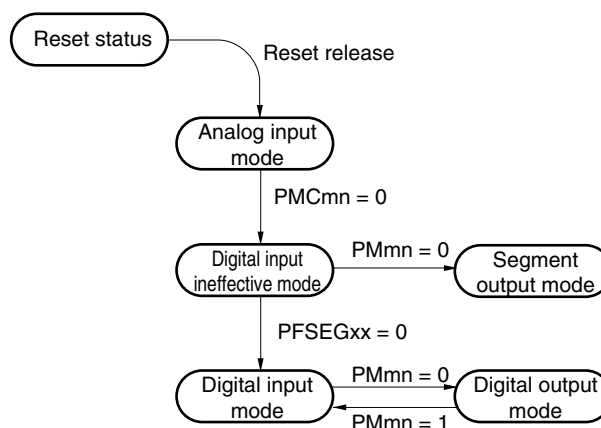 Reset status
Reset release
Analog input
mode
PMCmn = 0
Digital input
ineffective mode
PMmn = 0
Segment
output mode
PFSEGxx = 0
Digital input
mode
PMmn = 0
PMmn = 1
Digital output
mode